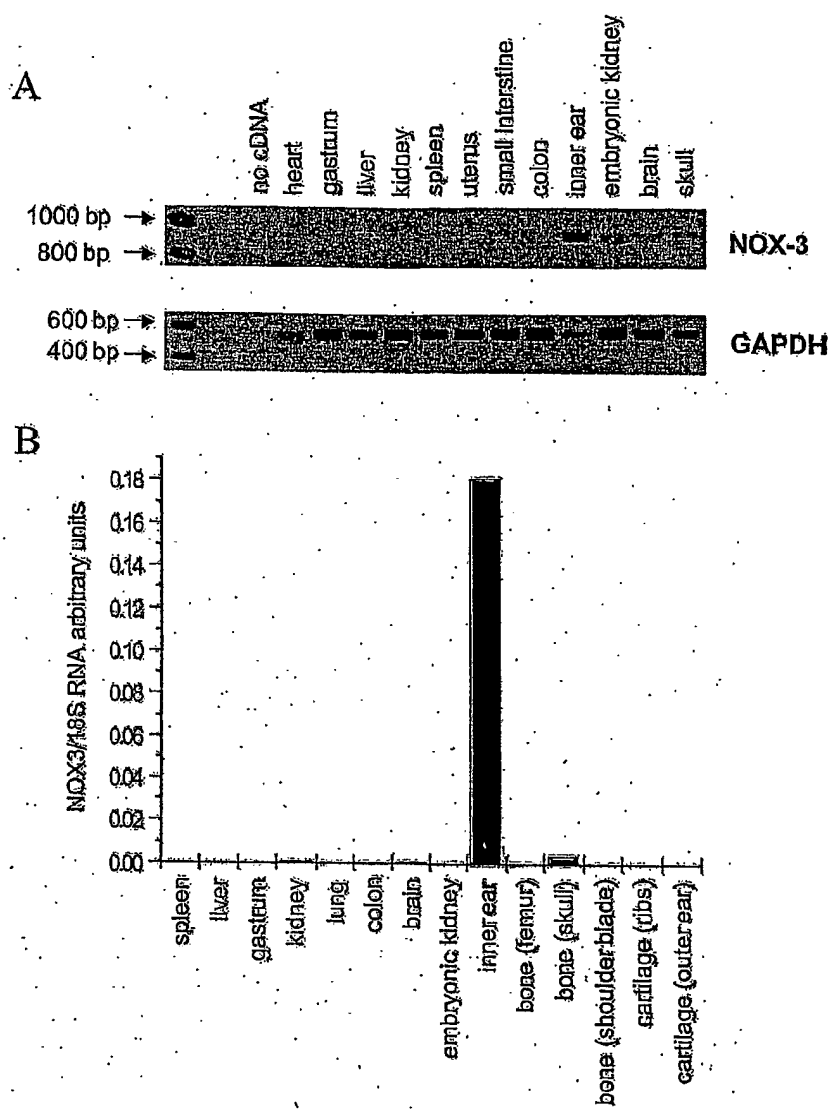 A
no cDNA
heart
gastrum
liver
kidney
spleen
uterus
small interstine
colon
inner ear
embryonic kidney
brain
skull
1000 bp
800 bp
NOX-3
600 bp
400 bp
GAPDH
B
NOX3/18S RNA arbitrary units
0.18
0.16
0.14
0.12
0.10
0.08
0.06
0.04
0.02
0.00
spleen
liver
gastrum
kidney
lung
colon
brain
embryonic kidney
inner ear
bone (femur)
bone (skull)
bone (shoulder blade)
cartilage (ribs)
cartilage (outer ear)